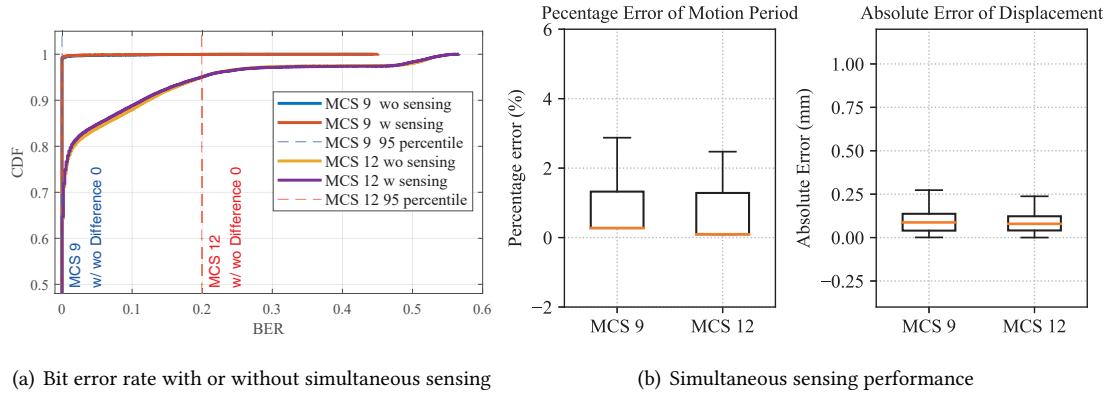 CDF
1
0.9
0.8
0.7
0.6
0.5
0
0.1
0.2
0.3
0.4
0.5
0.6
BER
MCS 9 wo sensing
MCS 9 w sensing
MCS 9 95 percentile
MCS 12 wo sensing
MCS 12 w sensing
MCS 12 95 percentile
MCS 9
w/ wo Difference 0
MCS 12
w/ wo Difference 0
(a) Bit error rate with or without simultaneous sensing
Pecentage Error of Motion Period
Percentage error (%)
6
4
2
0
−2
MCS 9
MCS 12
Absolute Error of Displacement
Absolute Error (mm)
1.00
0.75
0.50
0.25
0.00
−0.25
MCS 9
MCS 12
(b) Simultaneous sensing performance